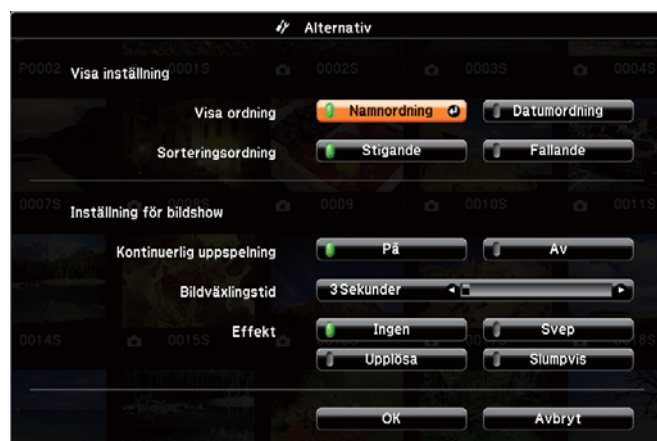 Alternativ
P0002 0001S 0002S 0003S 0004S
Visa inställning
Visa ordning Namnordning Datumordning
Sorteringsordning Stigande Fallande
0007S 0008S 0009 0010S 0011S
Inställning för bildshow
Kontinuerlig uppspelning På Av
Bildväxlingstid 3 Sekunder
Effekt Ingen Svep
0014S 0015S
Upplösa Slumpvis
OK Avbryt